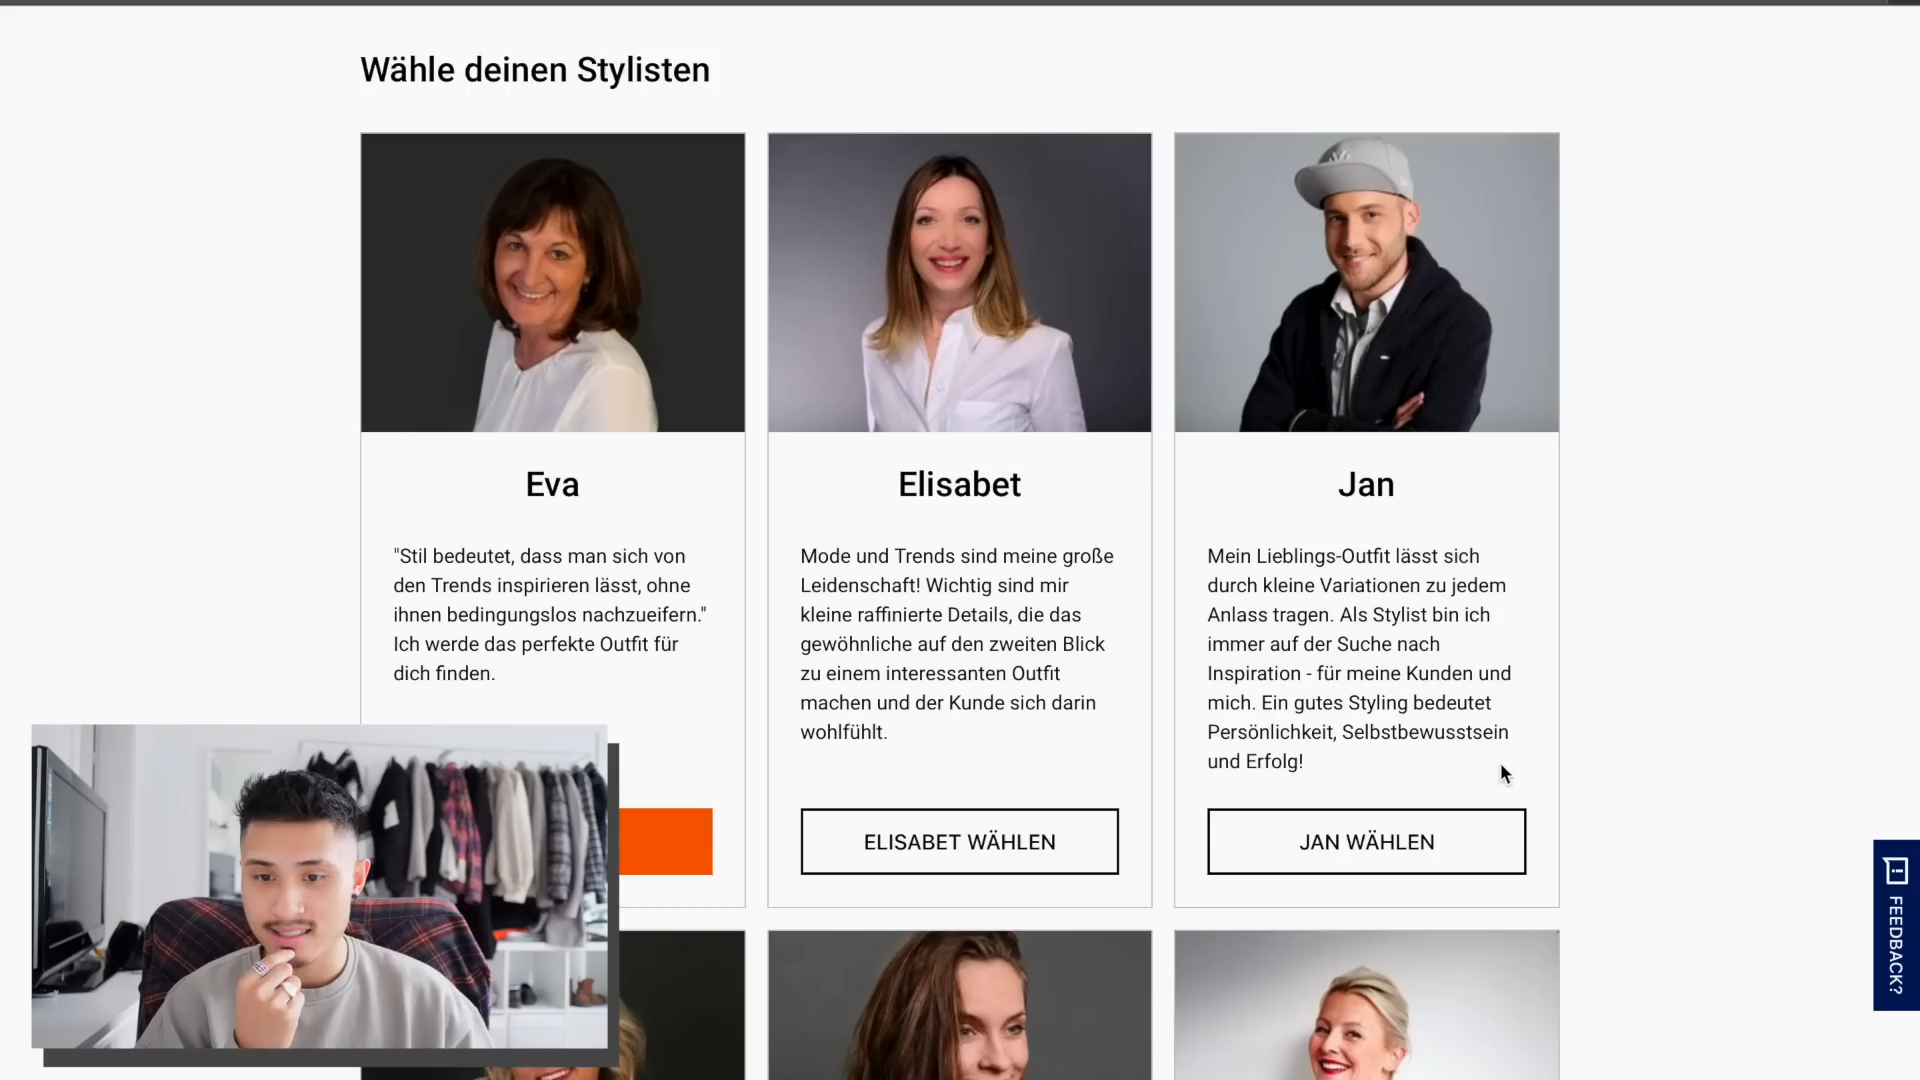 Wähle deinen Stylisten
Eva
"Stil bedeutet, dass man sich von
den Trends inspirieren lässt, ohne
ihnen bedingungslos nachzueifern."
Ich werde das perfekte Outfit für
dich finden.
Elisabet
Mode und Trends sind meine große
Leidenschaft! Wichtig sind mir
kleine raffinierte Details, die das
gewöhnliche auf den zweiten Blick
zu einem interessanten Outfit
machen und der Kunde sich darin
wohlfühlt.
ELISABET WÄHLEN
Jan
Mein Lieblings-Outfit lässt sich
durch kleine Variationen zu jedem
Anlass tragen. Als Stylist bin ich
immer auf der Suche nach
Inspiration - für meine Kunden und
mich. Ein gutes Styling bedeutet
Persönlichkeit, Selbstbewusstsein
und Erfolg!
JAN WÄHLEN
FEEDBACK?